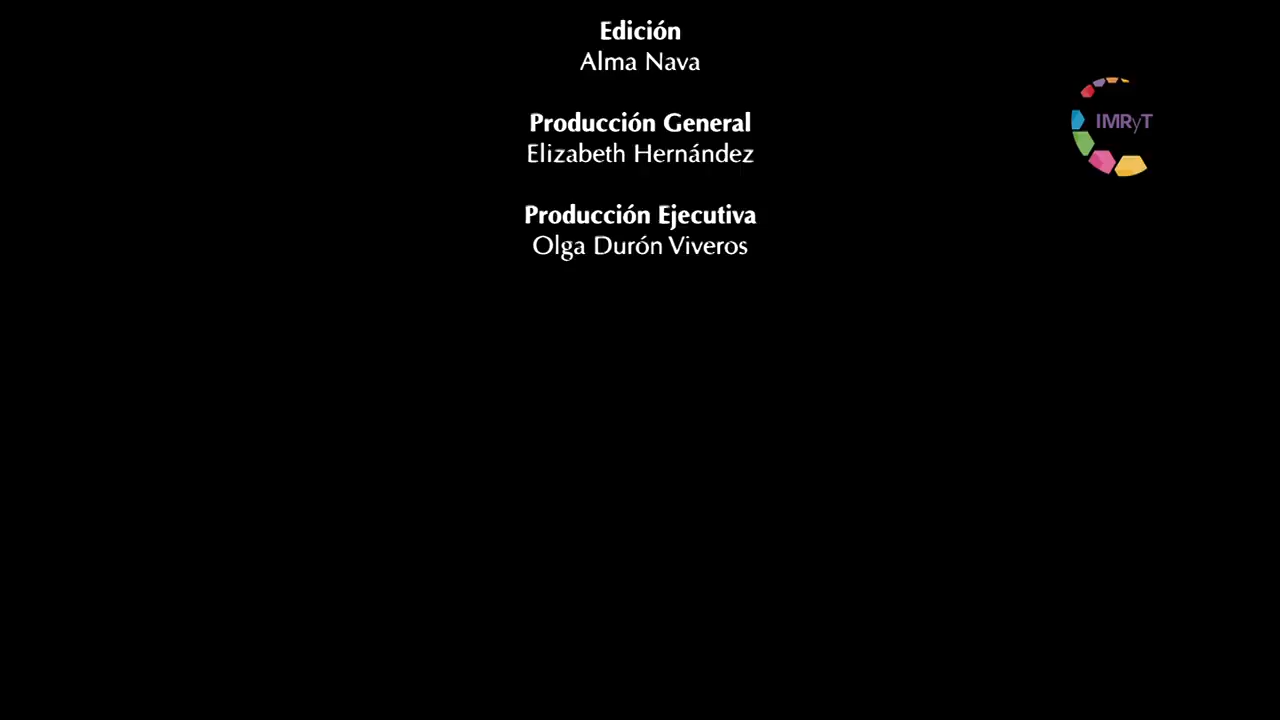 Edición
Alma Nava
Producción General
Elizabeth Hernández
IMRyT
Producción Ejecutiva
Olga Durón Viveros